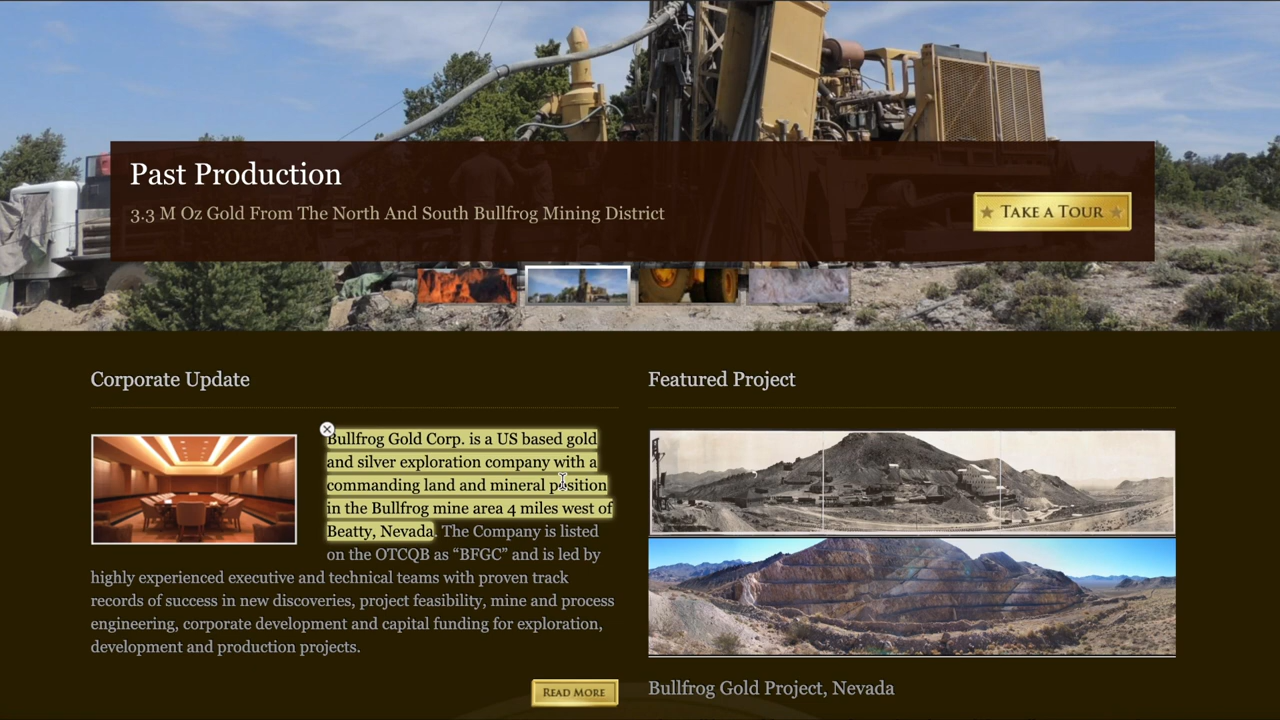 Past Production
3.3 M Oz Gold From The North And South Bullfrog Mining District
TAKE A TOUR
Corporate Update
Bullfrog Gold Corp. is a US based gold
and silver exploration company with a
commanding land and mineral position
in the Bullfrog mine area 4 miles west of
Beatty, Nevada. The Company is listed
on the OTCQB as “BFGC” and is led by
highly experienced executive and technical teams with proven track
records of success in new discoveries, project feasibility, mine and process
engineering, corporate development and capital funding for exploration,
development and production projects.
READ MORE
Featured Project
Bullfrog Gold Project, Nevada